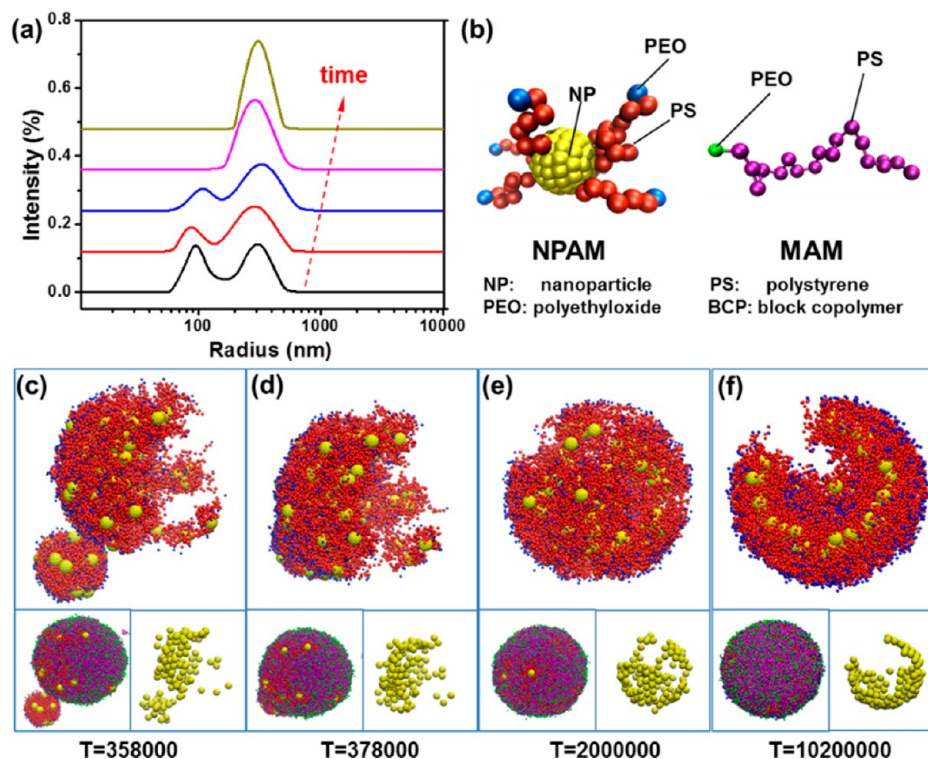 (a)
0.8
0.6
0.4
0.2
0.0
Intensity (%)
time
100
1000
10000
Radius (nm)
(b)
PEO
NP
PS
PEO
PS
NPAM
MAM
NP: nanoparticle
PS: polystyrene
PEO: polyethyloxide
BCP: block copolymer
(c)
(d)
(e)
(f)
T=358000
T=378000
T=2000000
T=10200000